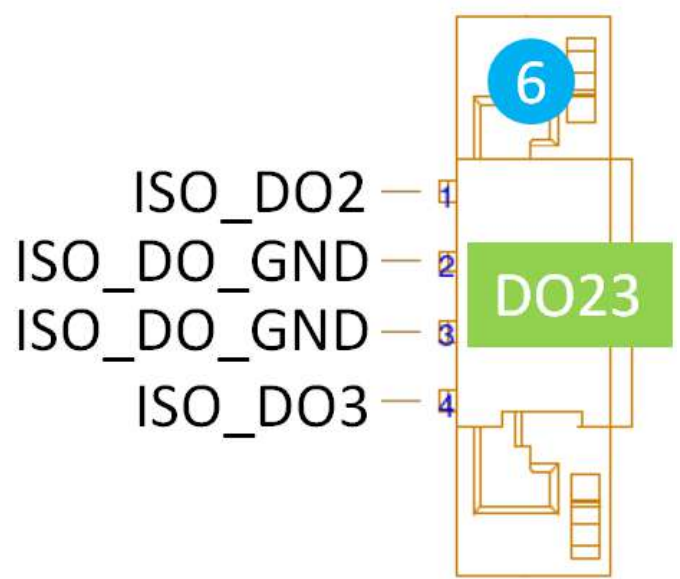 6
ISO_DO2 1
ISO_DO_GND 2
DO23
ISO_DO_GND 3
ISO_DO3 4